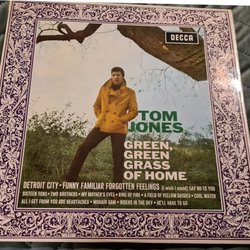 DECCA
TOM
JONES
GREEN,
GREEN
GRASS
OF HOME
DETROIT CITY • FUNNY FAMILIAR FORGOTTEN FEELINGS • (I wish I could) SAY NO TO YOU
SIXTEEN TONS • TWO BROTHERS • MY MOTHER'S EYES • RING OF FIRE • A FIELD OF YELLOW DAISIES • COOL WATER
ALL I GET FROM YOU ARE HEARTACHES • MOHAIR SAM • RIDERS IN THE SKY • HE'LL HAVE TO GO